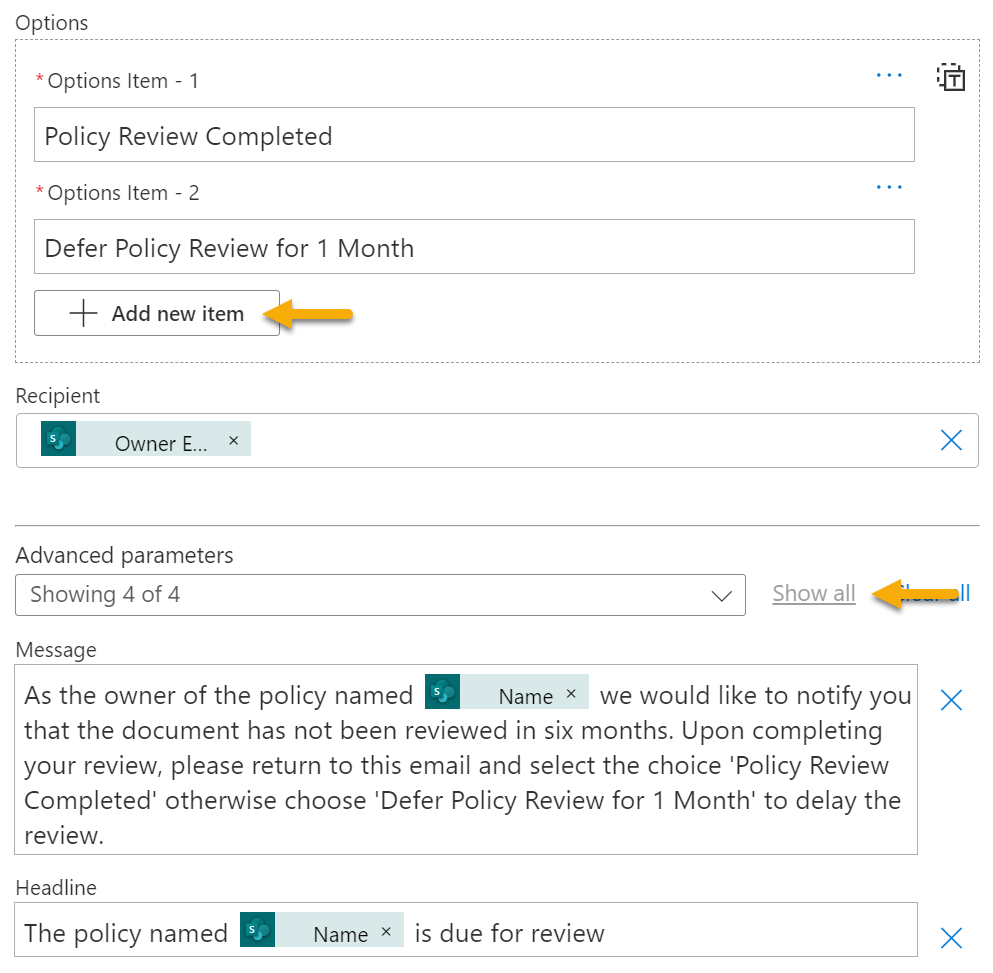 Options
* Options Item - 1
Policy Review Completed
* Options Item - 2
Defer Policy Review for 1 Month
Add new item
Recipient
Owner E... ×
Advanced parameters
Showing 4 of 4
Show all Clear all
Message
As the owner of the policy named Name × we would like to notify you
that the document has not been reviewed in six months. Upon completing
your review, please return to this email and select the choice 'Policy Review
Completed' otherwise choose 'Defer Policy Review for 1 Month' to delay the
review.
Headline
The policy named Name × is due for review